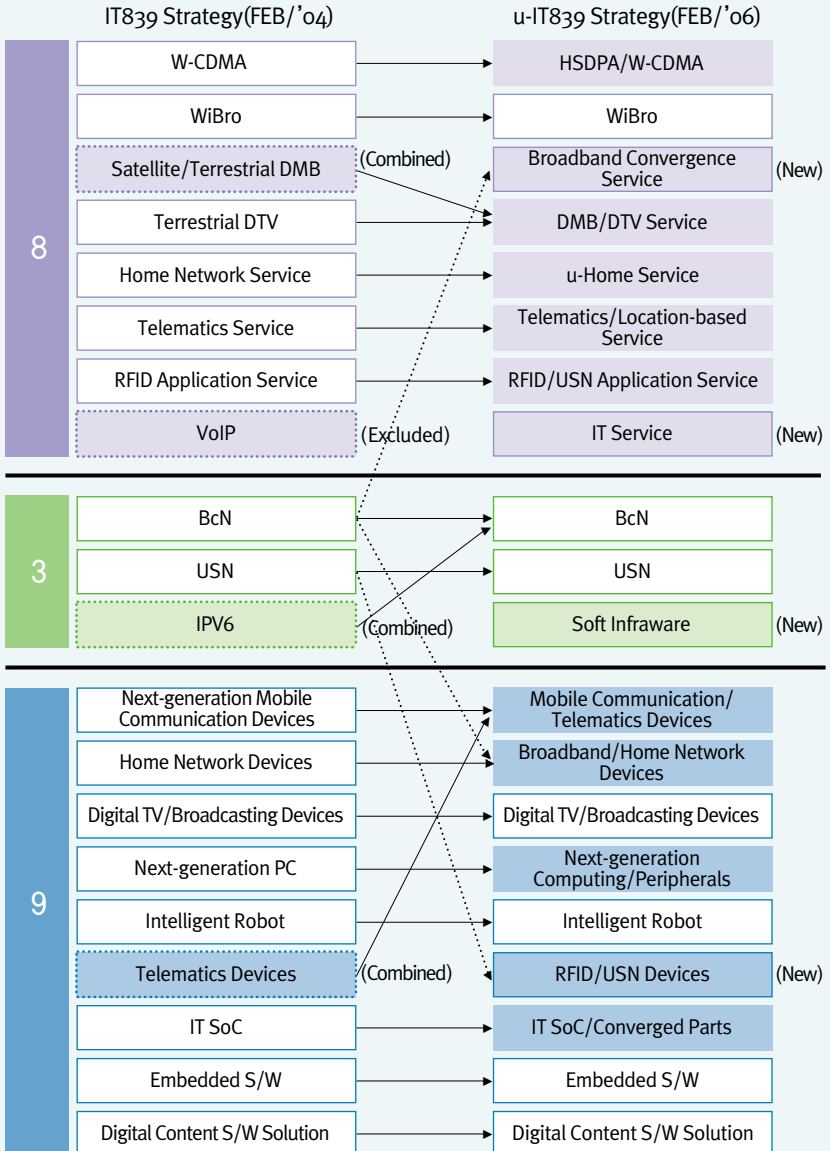 IT839 Strategy(FEB/'04) u-IT839 Strategy(FEB/'06)
8
W-CDMA HSDPA/W-CDMA
WiBro WiBro
Satellite/Terrestrial DMB (Combined) Broadband Convergence
Service (New)
Terrestrial DTV DMB/DTV Service
Home Network Service u-Home Service
Telematics Service Telematics/Location-based
Service
RFID Application Service RFID/USN Application Service
VoIP (Excluded) IT Service (New)
3
BcN BcN
USN USN
IPV6 (Combined) Soft Infraware (New)
9
Next-generation Mobile
Communication Devices Mobile Communication/
Telematics Devices
Home Network Devices Broadband/Home Network
Devices
Digital TV/Broadcasting Devices Digital TV/Broadcasting Devices
Next-generation PC Next-generation
Computing/Peripherals
Intelligent Robot Intelligent Robot
Telematics Devices (Combined) RFID/USN Devices (New)
IT SoC IT SoC/Converged Parts
Embedded S/W Embedded S/W
Digital Content S/W Solution Digital Content S/W Solution